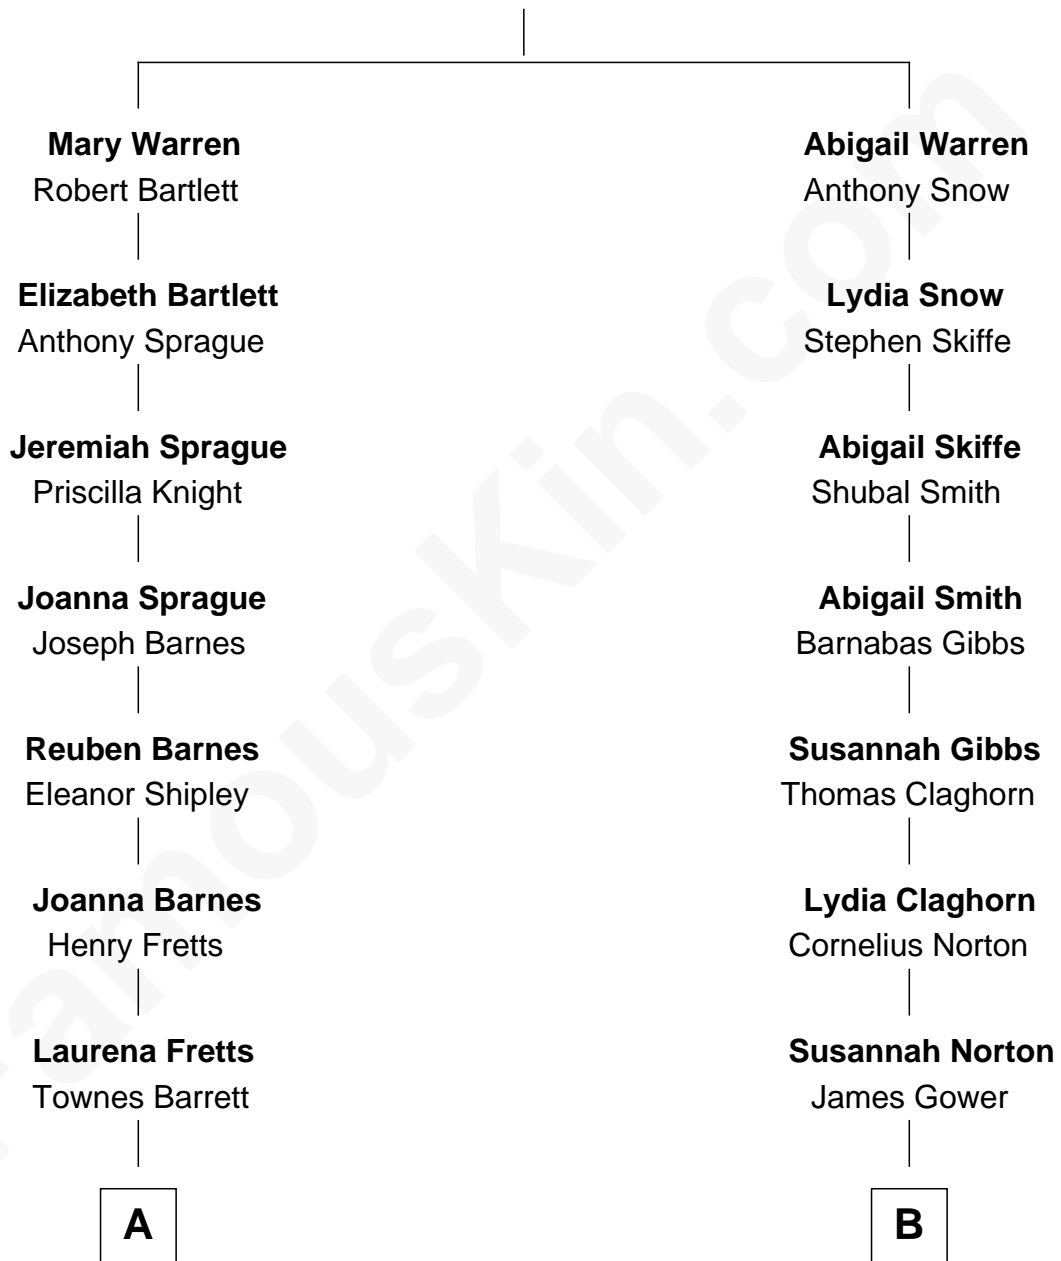 Mary Warren
Robert Bartlett
Elizabeth Bartlett
Anthony Sprague
Jeremiah Sprague
Priscilla Knight
Joanna Sprague
Joseph Barnes
Reuben Barnes
Eleanor Shipley
Joanna Barnes
Henry Fretts
Laurena Fretts
Townes Barrett
A
Abigail Warren
Anthony Snow
Lydia Snow
Stephen Skiffe
Abigail Skiffe
Shubal Smith
Abigail Smith
Barnabas Gibbs
Susannah Gibbs
Thomas Claghorn
Lydia Claghorn
Cornelius Norton
Susannah Norton
James Gower
B
FamousKin.com